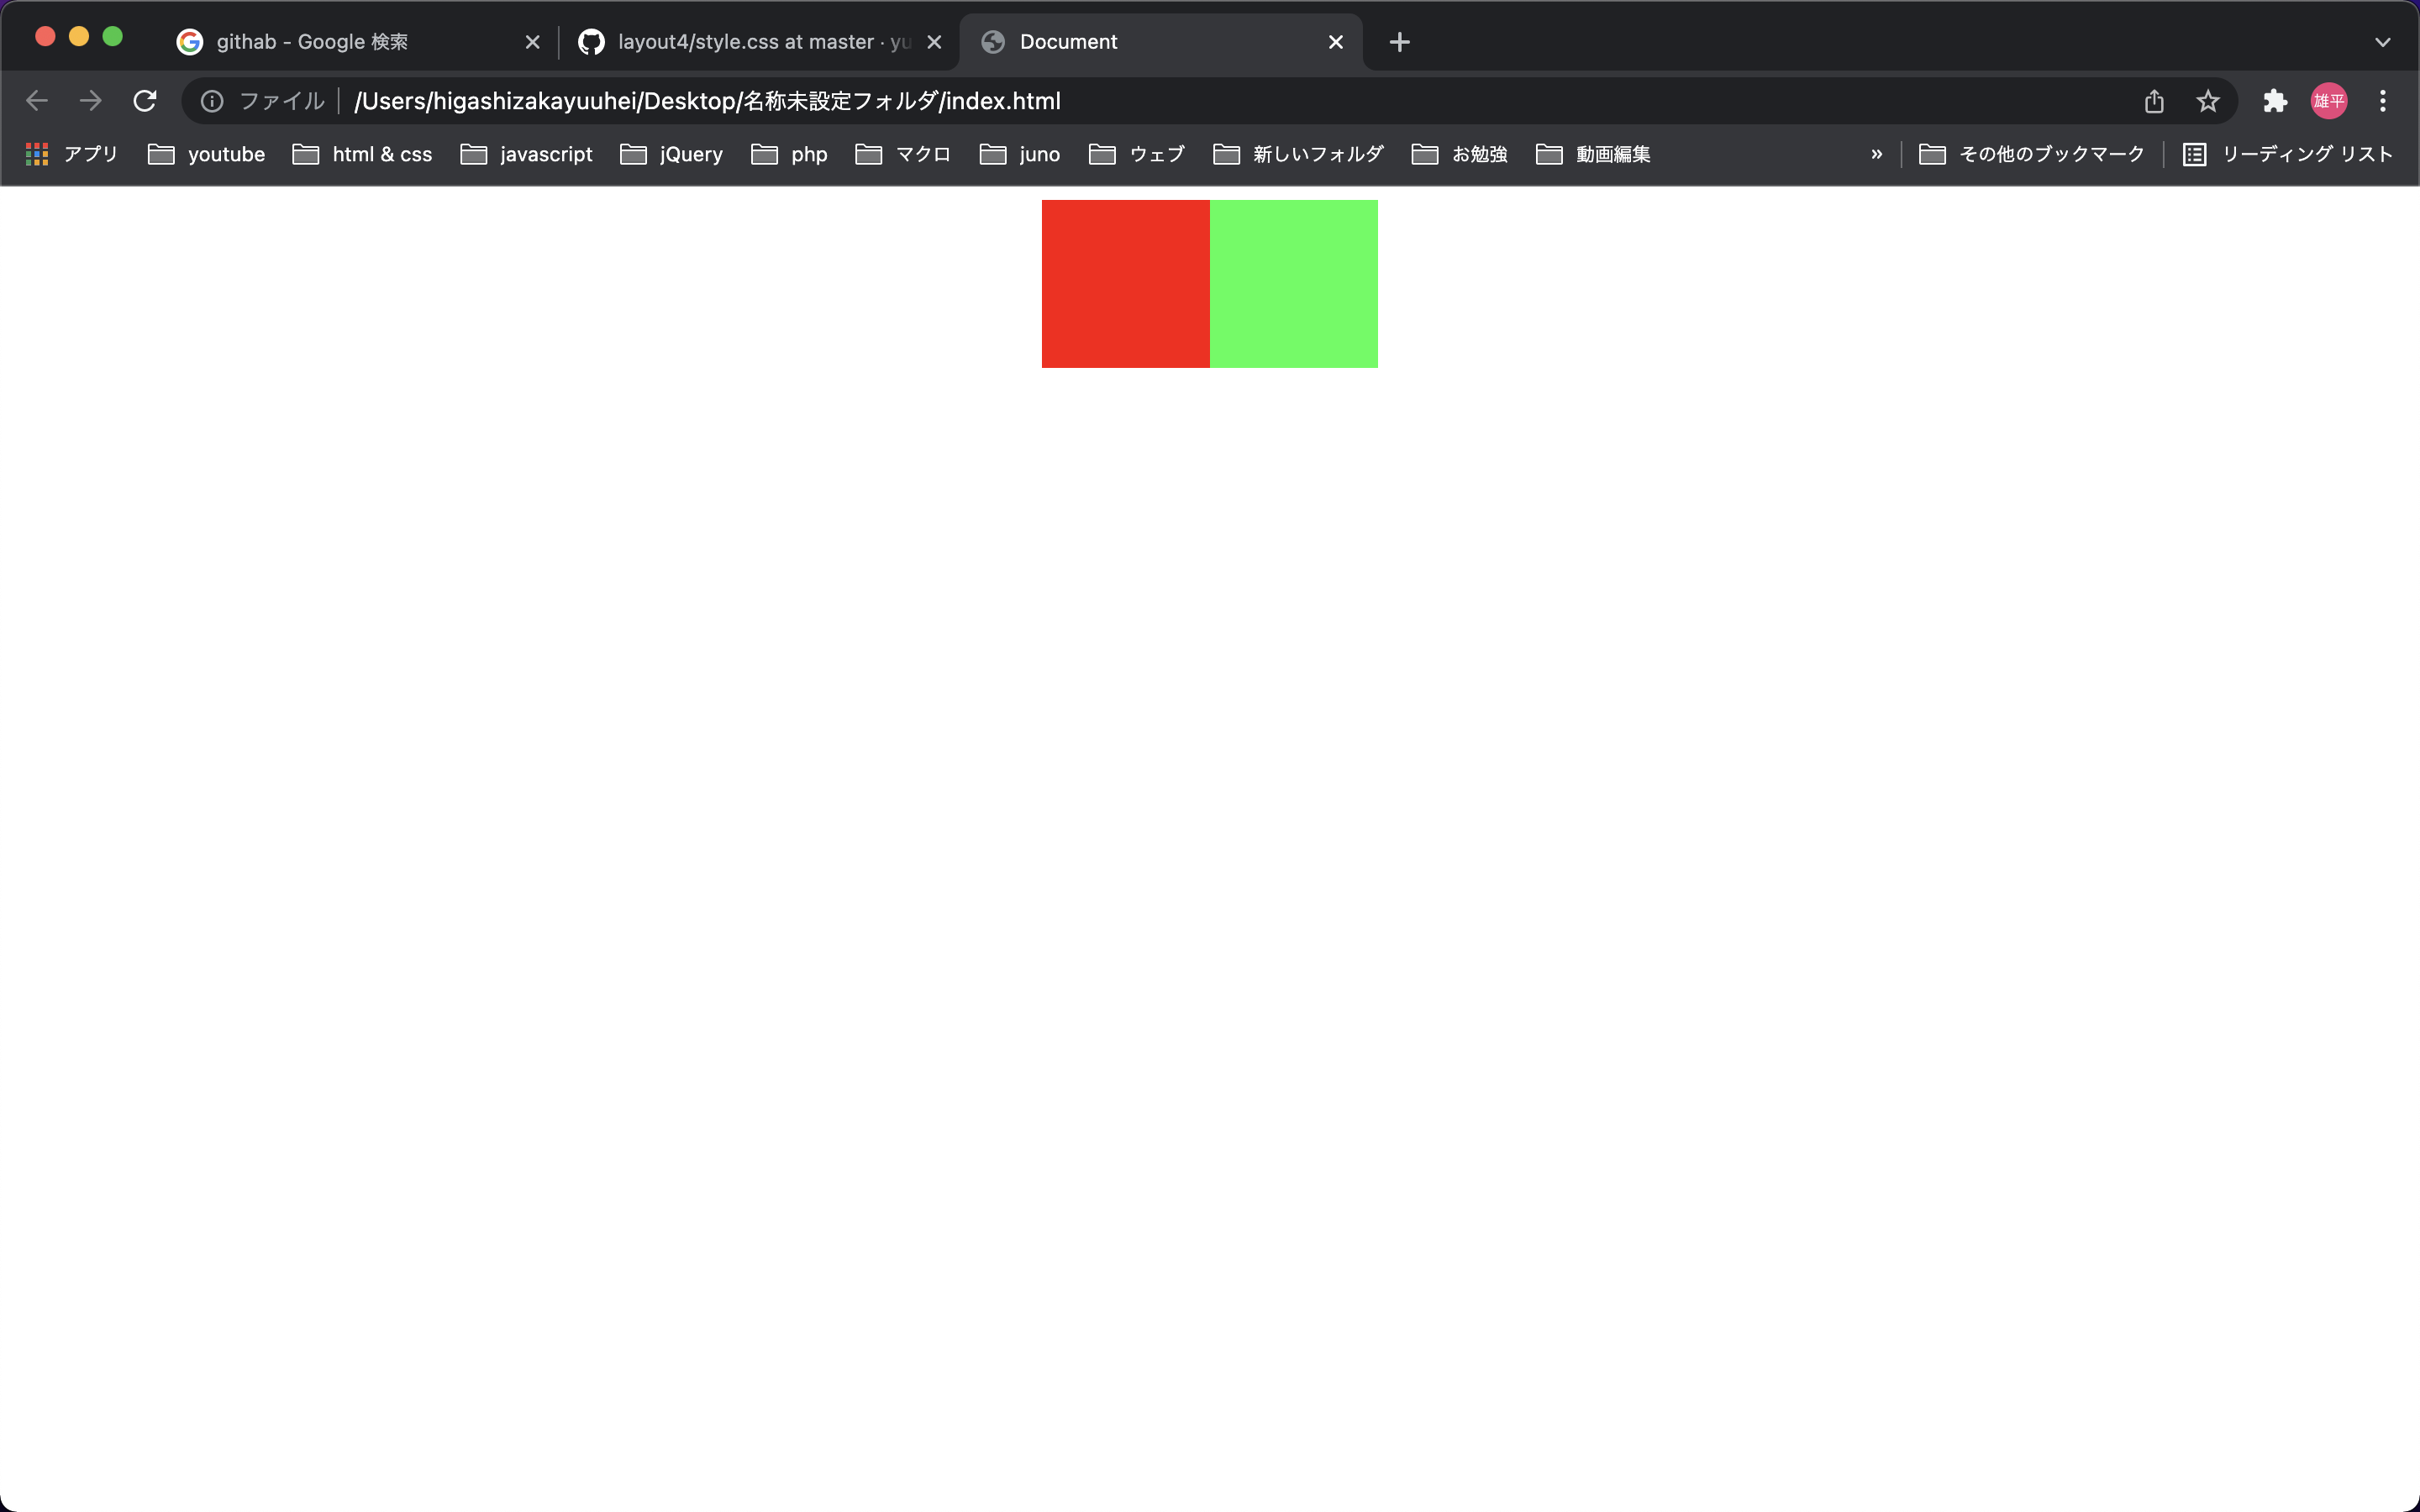 githab - Google 検索
layout4/style.css at master · yu
Document
ファイル
/Users/higashizakayuuhei/Desktop/名称未設定フォルダ/index.html
雄平
アプリ
youtube
html & css
javascript
jQuery
php
マクロ
juno
ウェブ
新しいフォルダ
お勉強
動画編集
»
その他のブックマーク
リーディング リスト